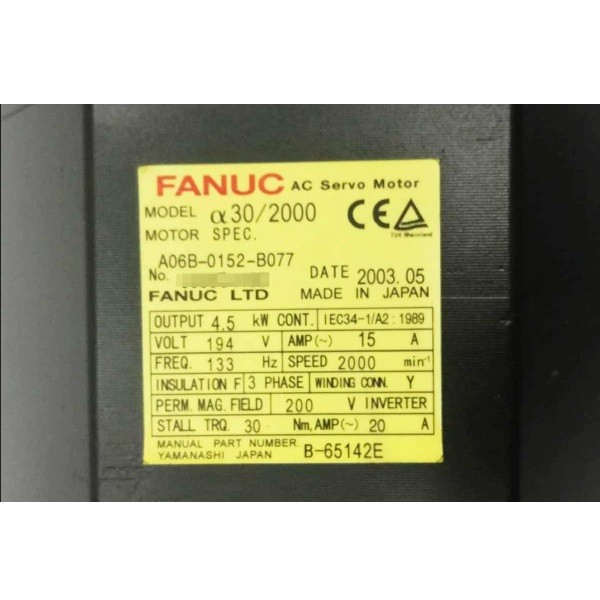 FANUC AC Servo Motor
MODEL α30/2000
MOTOR SPEC.
CE
TUV Rheinland
A06B-0152-B077
No. DATE 2003.05
FANUC LTD MADE IN JAPAN
OUTPUT 4.5 kW CONT. IEC34-1/A2:1989
VOLT 194 V AMP(~) 15 A
FREQ. 133 Hz SPEED 2000 min-1
INSULATION F 3 PHASE WINDING CONN. Y
PERM. MAG. FIELD 200 V INVERTER
STALL TRQ. 30 Nm, AMP(~) 20 A
MANUAL PART NUMBER
YAMANASHI JAPAN B-65142E